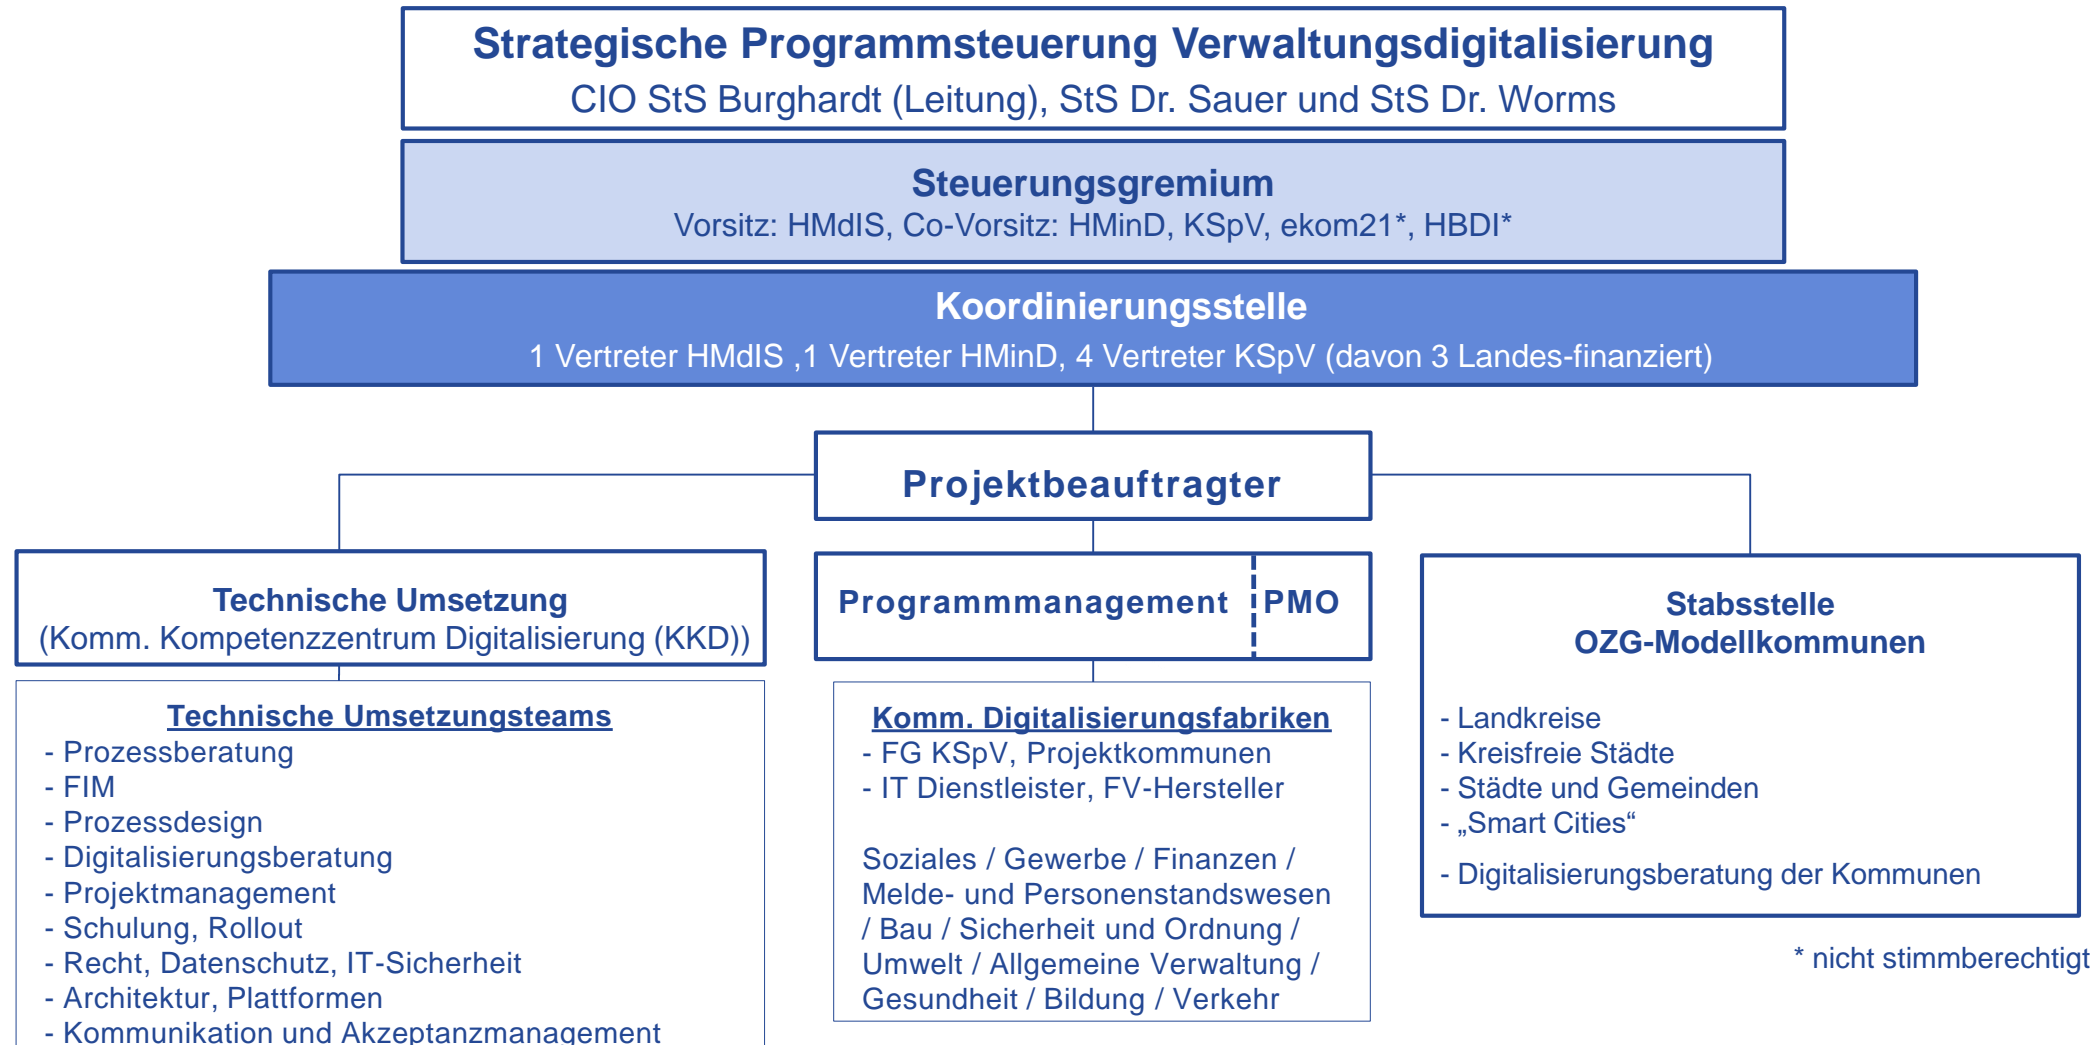 Strategische Programmsteuerung Verwaltungsdigitalisierung
CIO StS Burghardt (Leitung), StS Dr. Sauer und StS Dr. Worms
Steuerungsgremium
Vorsitz: HMdIS, Co-Vorsitz: HMinD, KSpV, ekom21*, HBDI*
Koordinierungsstelle
1 Vertreter HMdIS ,1 Vertreter HMinD, 4 Vertreter KSpV (davon 3 Landes-finanziert)
Projektbeauftragter
Technische Umsetzung
(Komm. Kompetenzzentrum Digitalisierung (KKD))
Technische Umsetzungsteams
- Prozessberatung
- FIM
- Prozessdesign
- Digitalisierungsberatung
- Projektmanagement
- Schulung, Rollout
- Recht, Datenschutz, IT-Sicherheit
- Architektur, Plattformen
- Kommunikation und Akzeptanzmanagement
Programmmanagement PMO
Komm. Digitalisierungsfabriken
- FG KSpV, Projektkommunen
- IT Dienstleister, FV-Hersteller
Soziales / Gewerbe / Finanzen /
Melde- und Personenstandswesen
/ Bau / Sicherheit und Ordnung /
Umwelt / Allgemeine Verwaltung /
Gesundheit / Bildung / Verkehr
Stabsstelle
OZG-Modellkommunen
- Landkreise
- Kreisfreie Städte
- Städte und Gemeinden
- „Smart Cities“
- Digitalisierungsberatung der Kommunen
* nicht stimmberechtigt